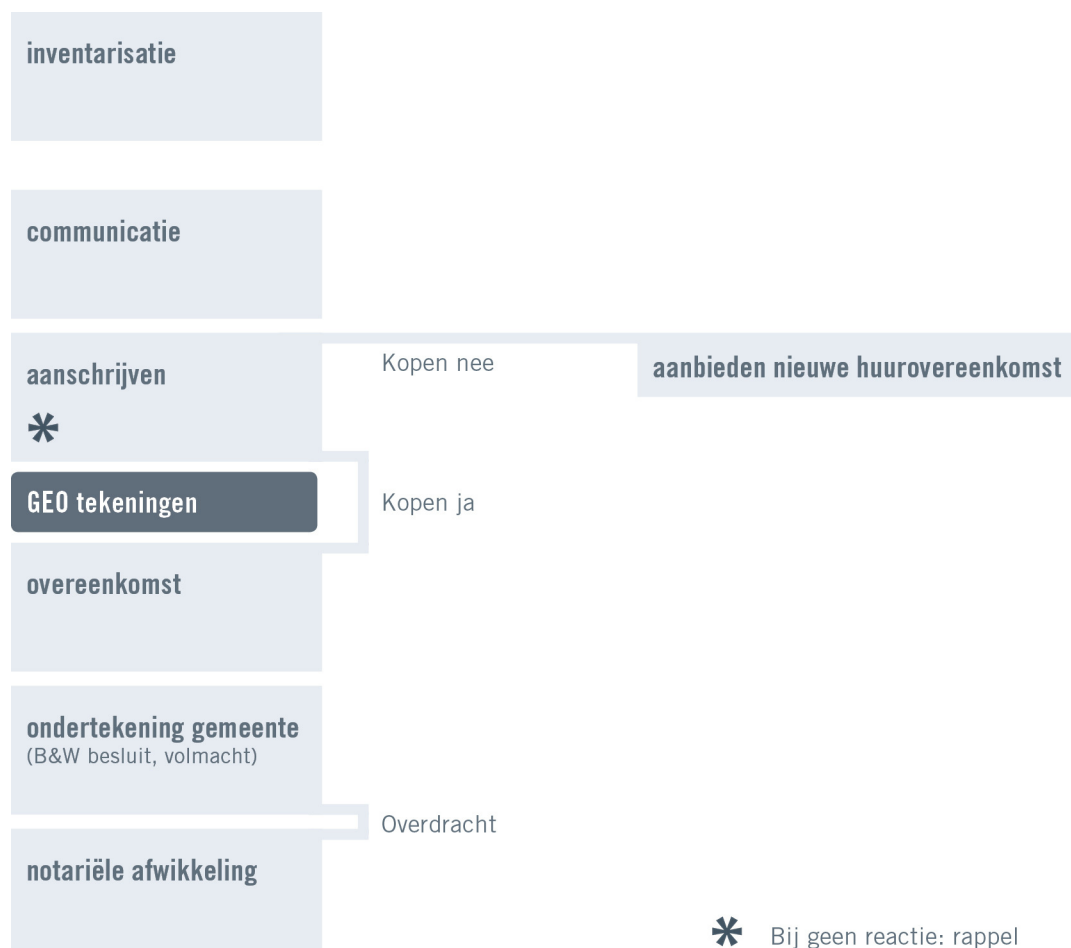 inventarisatie
communicatie
aanschrijven
*
Kopen nee
aanbieden nieuwe huurovereenkomst
GEO tekeningen
Kopen ja
overeenkomst
ondertekening gemeente
(B&W besluit, volmacht)
Overdracht
notariële afwikkeling
* Bij geen reactie: rappel